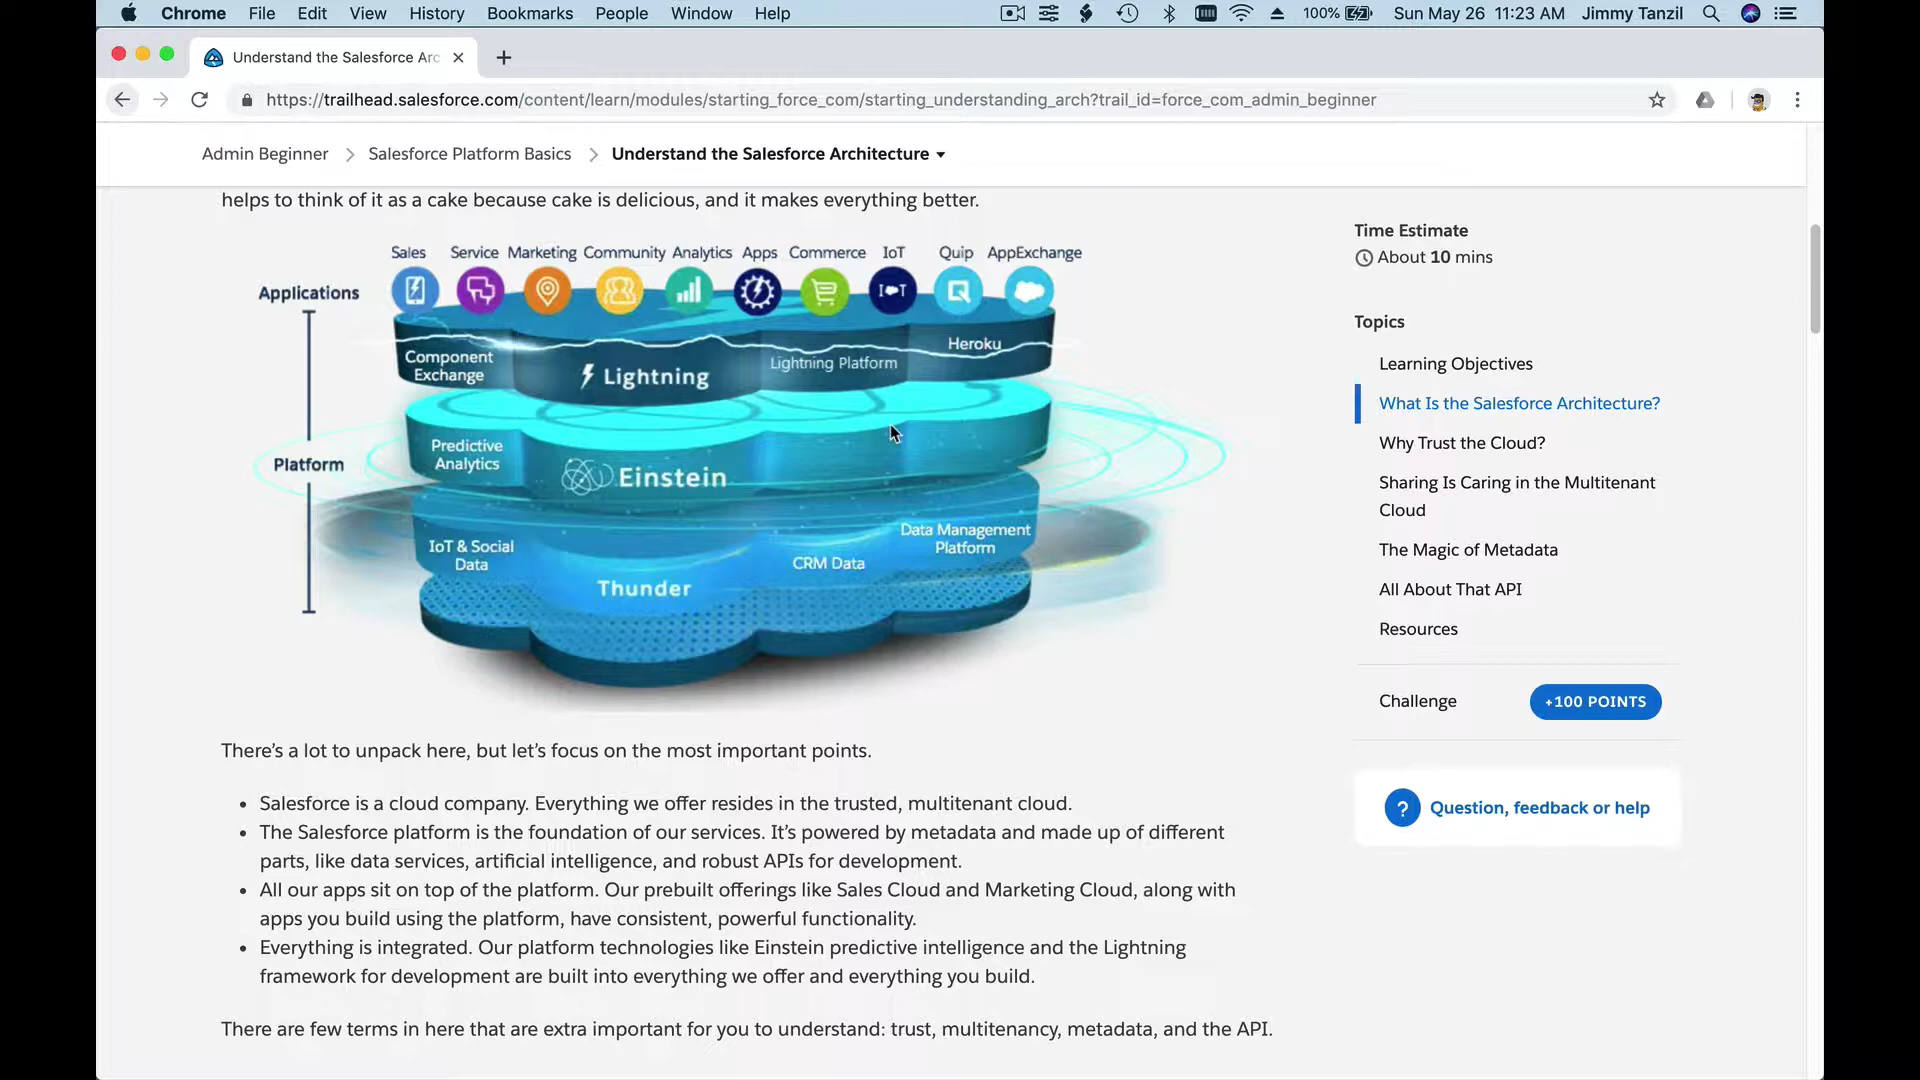 Chrome File Edit View History Bookmarks People Window Help 100% Sun May 26 11:23 AM Jimmy Tanzil
Understand the Salesforce Arc
https://trailhead.salesforce.com/content/learn/modules/starting_force_com/starting_understanding_arch?trail_id=force_com_admin_beginner
Admin Beginner > Salesforce Platform Basics > Understand the Salesforce Architecture
helps to think of it as a cake because cake is delicious, and it makes everything better.
Sales Service Marketing Community Analytics Apps Commerce IoT Quip AppExchange
Applications
Platform
IoT
Component
Exchange
Lightning
Lightning Platform
Heroku
Predictive
Analytics
Einstein
IoT & Social
Data
Thunder
CRM Data
Data Management
Platform
There's a lot to unpack here, but let's focus on the most important points.
• Salesforce is a cloud company. Everything we offer resides in the trusted, multitenant cloud.
• The Salesforce platform is the foundation of our services. It's powered by metadata and made up of different
parts, like data services, artificial intelligence, and robust APIs for development.
• All our apps sit on top of the platform. Our prebuilt offerings like Sales Cloud and Marketing Cloud, along with
apps you build using the platform, have consistent, powerful functionality.
• Everything is integrated. Our platform technologies like Einstein predictive intelligence and the Lightning
framework for development are built into everything we offer and everything you build.
There are few terms in here that are extra important for you to understand: trust, multitenancy, metadata, and the API.
Time Estimate
About 10 mins
Topics
Learning Objectives
What Is the Salesforce Architecture?
Why Trust the Cloud?
Sharing Is Caring in the Multitenant
Cloud
The Magic of Metadata
All About That API
Resources
Challenge
+100 POINTS
? Question, feedback or help